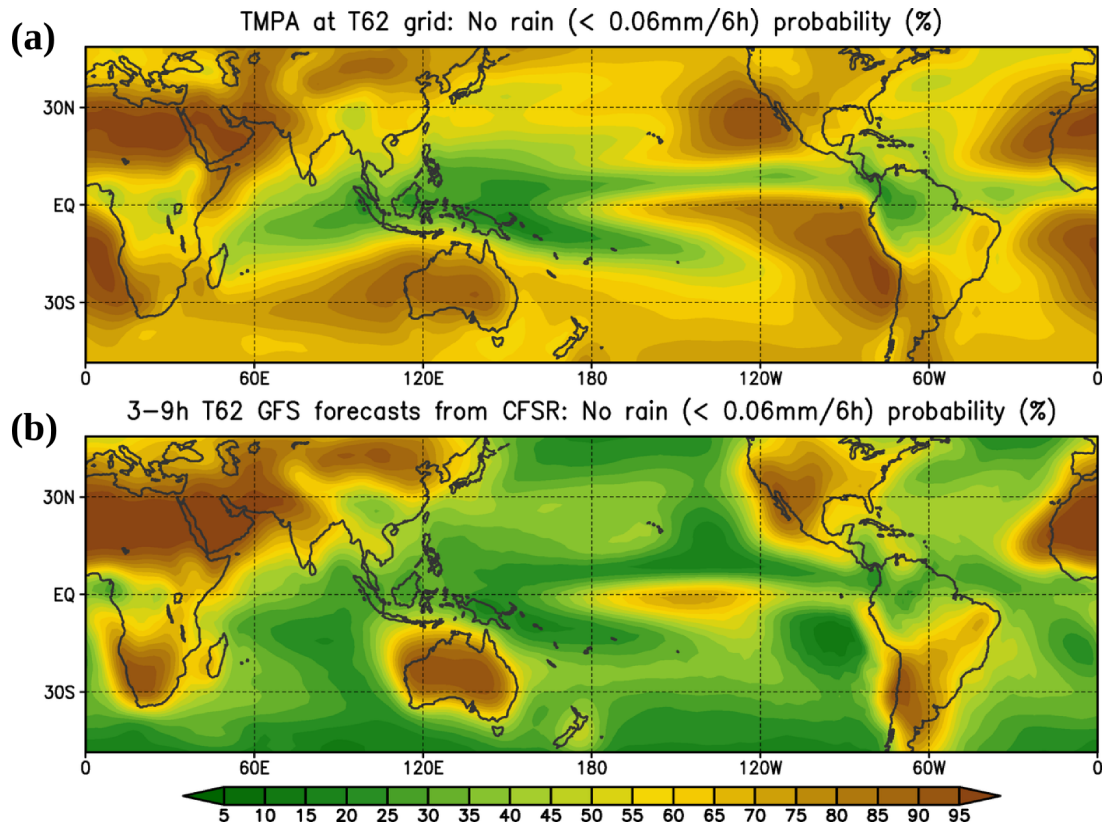 (a)
TMPA at T62 grid: No rain (< 0.06mm/6h) probability (%)
30N
EQ
30S
0 60E 120E 180 120W 60W 0
(b)
3-9h T62 GFS forecasts from CFSR: No rain (< 0.06mm/6h) probability (%)
30N
EQ
30S
0 60E 120E 180 120W 60W 0
5 10 15 20 25 30 35 40 45 50 55 60 65 70 75 80 85 90 95